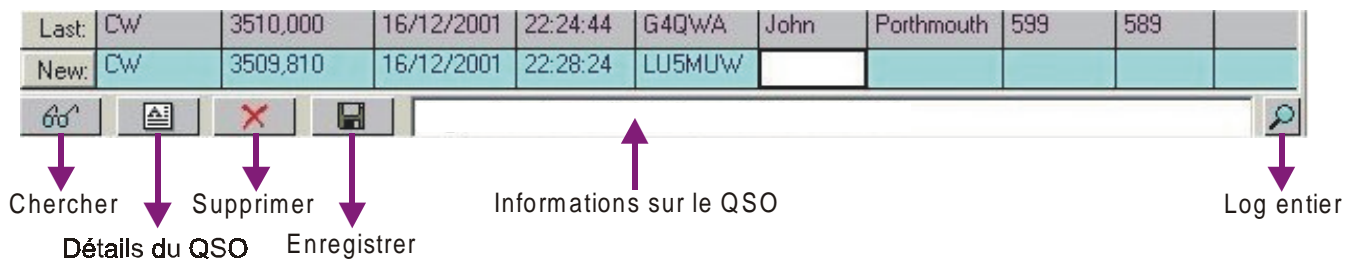 Last: CW 3510,000 16/12/2001 22:24:44 G4QWA John Porthmouth 599 589
New: CW 3509,810 16/12/2001 22:28:24 LU5MUW
Chercher Supprimer Informations sur le QSO Log entier
Détails du QSO Enregistrer